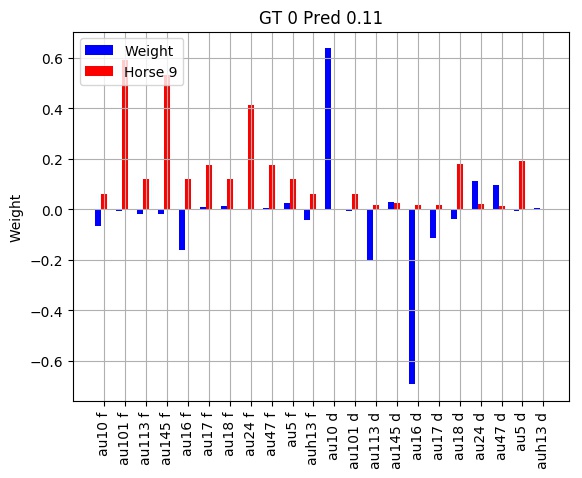 GT 0 Pred 0.11
Weight
Horse 9
0.6
0.4
0.2
0.0
−0.2
−0.4
−0.6
Weight
au10 f
au101 f
au113 f
au145 f
au16 f
au17 f
au18 f
au24 f
au47 f
au5 f
auh13 f
au10 d
au101 d
au113 d
au145 d
au16 d
au17 d
au18 d
au24 d
au47 d
au5 d
auh13 d